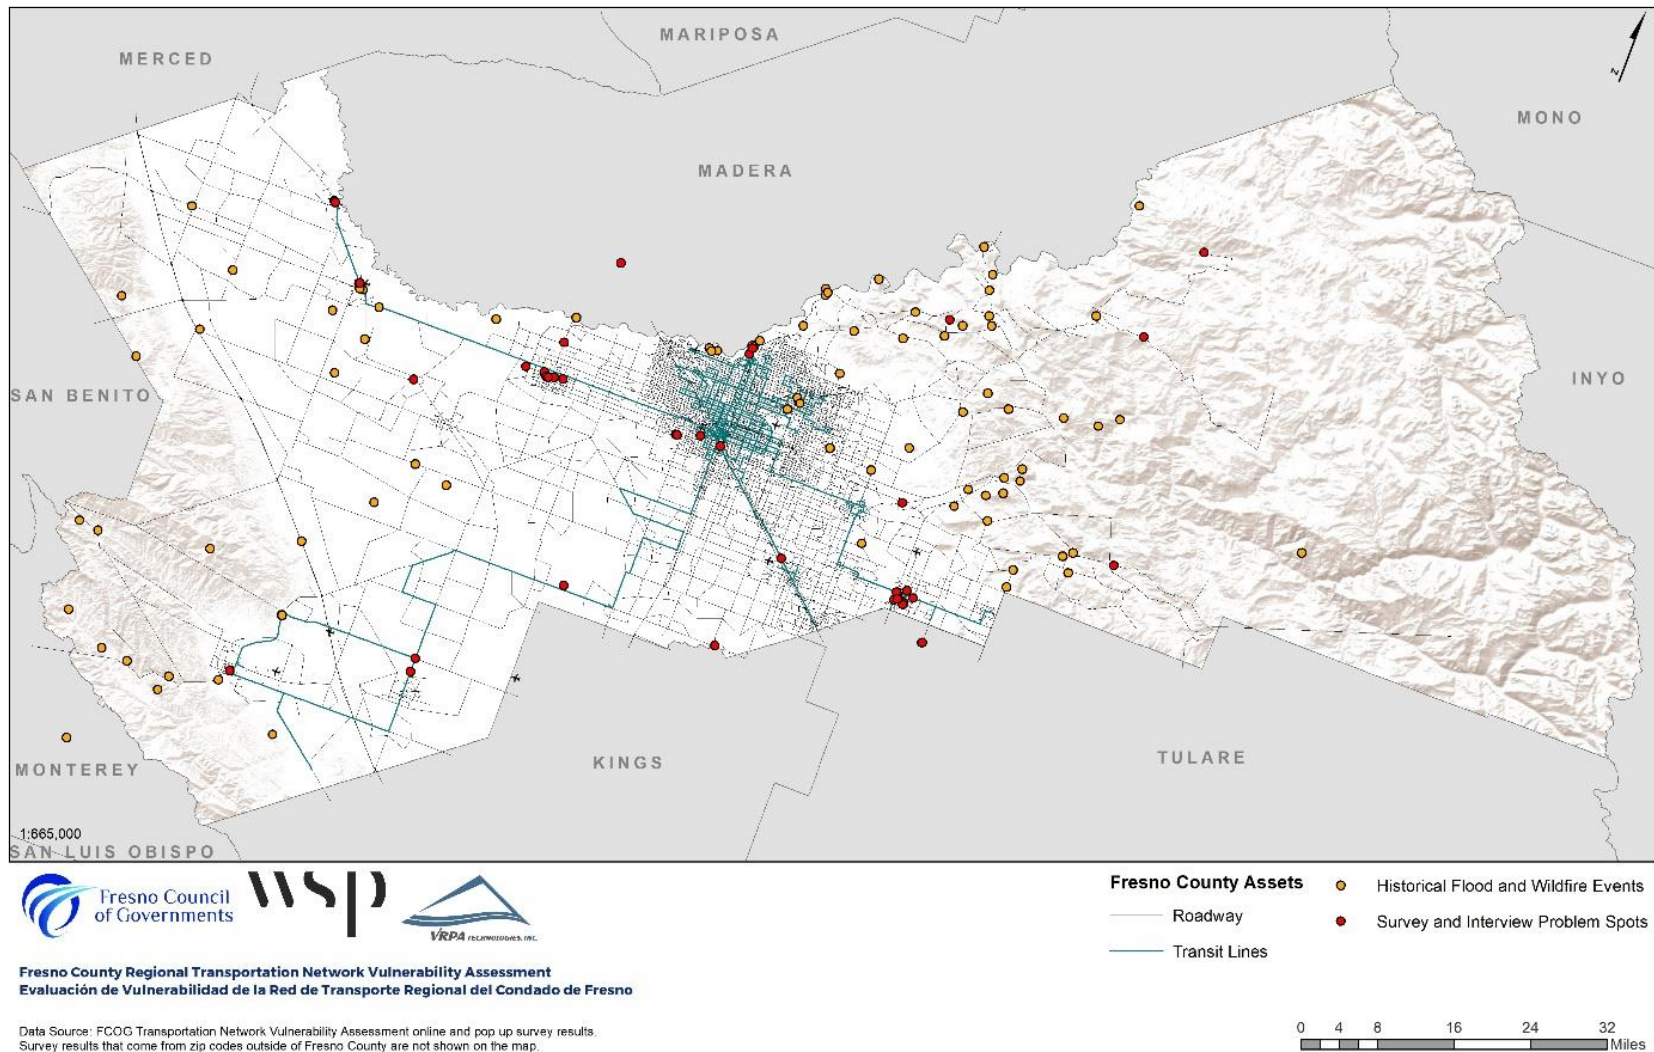 MERCED
MARIPOSA
MONO
MADERA
N
SAN BENITO
INYO
MONTEREY
KINGS
TULARE
1:665,000
SAN LUIS OBISPO
Fresno Council
of Governments
wsp
VRPA TECHNOLOGIES, INC.
Fresno County Assets
Roadway
Transit Lines
Historical Flood and Wildfire Events
Survey and Interview Problem Spots
Fresno County Regional Transportation Network Vulnerability Assessment
Evaluación de Vulnerabilidad de la Red de Transporte Regional del Condado de Fresno
Data Source: FCOG Transportation Network Vulnerability Assessment online and pop up survey results.
Survey results that come from zip codes outside of Fresno County are not shown on the map.
0 4 8 16 24 32
Miles